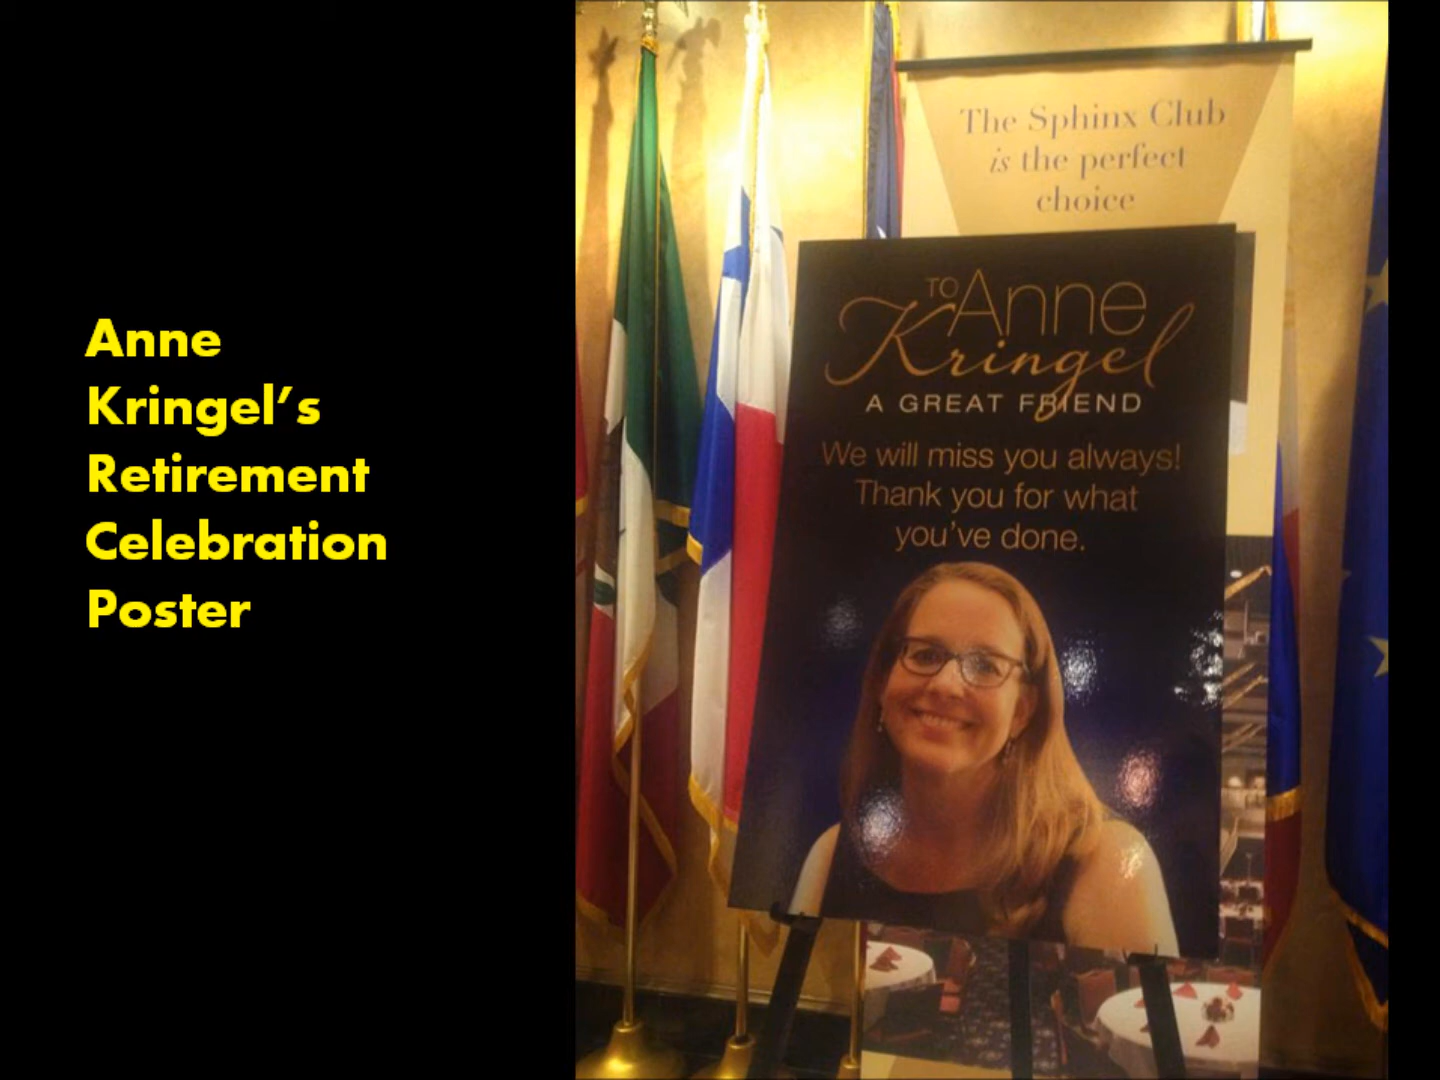 Anne
Kringel’s
Retirement
Celebration
Poster
The Sphinx Club
is the perfect
choice
TO Anne
Kringel
A GREAT FRIEND
We will miss you always!
Thank you for what
you've done.